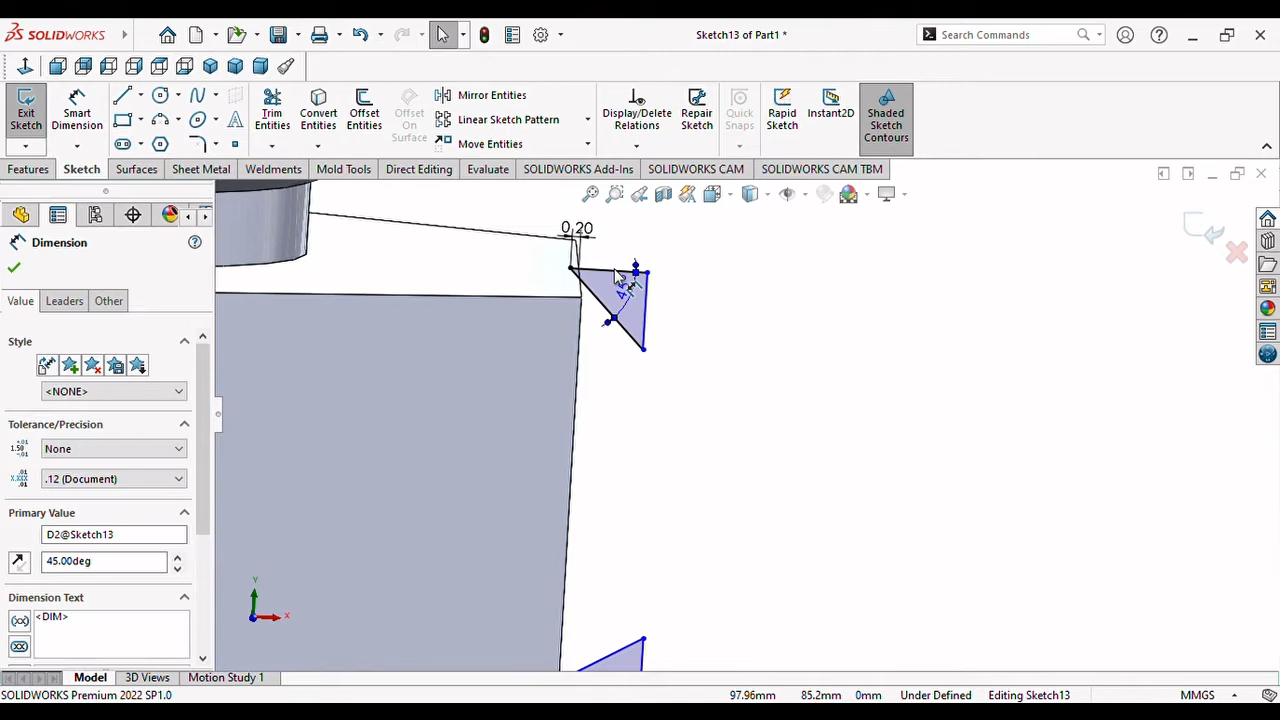 SOLIDWORKS
Sketch13 of Part1 *
Search Commands
Exit Sketch
Smart Dimension
Trim Entities
Convert Entities
Offset Entities
Offset On Surface
Mirror Entities
Linear Sketch Pattern
Move Entities
Display/Delete Relations
Repair Sketch
Quick Snaps
Rapid Sketch
Instant2D
Shaded Sketch Contours
Features
Sketch
Surfaces
Sheet Metal
Weldments
Mold Tools
Direct Editing
Evaluate
SOLIDWORKS Add-Ins
SOLIDWORKS CAM
SOLIDWORKS CAM TBM
Dimension
Value
Leaders
Other
Style
<NONE>
Tolerance/Precision
None
.12 (Document)
Primary Value
D2@Sketch13
45.00deg
Dimension Text
<DIM>
0.20
Y
X
Model
3D Views
Motion Study 1
SOLIDWORKS Premium 2022 SP1.0
97.96mm
85.2mm
0mm
Under Defined
Editing Sketch13
MMGS